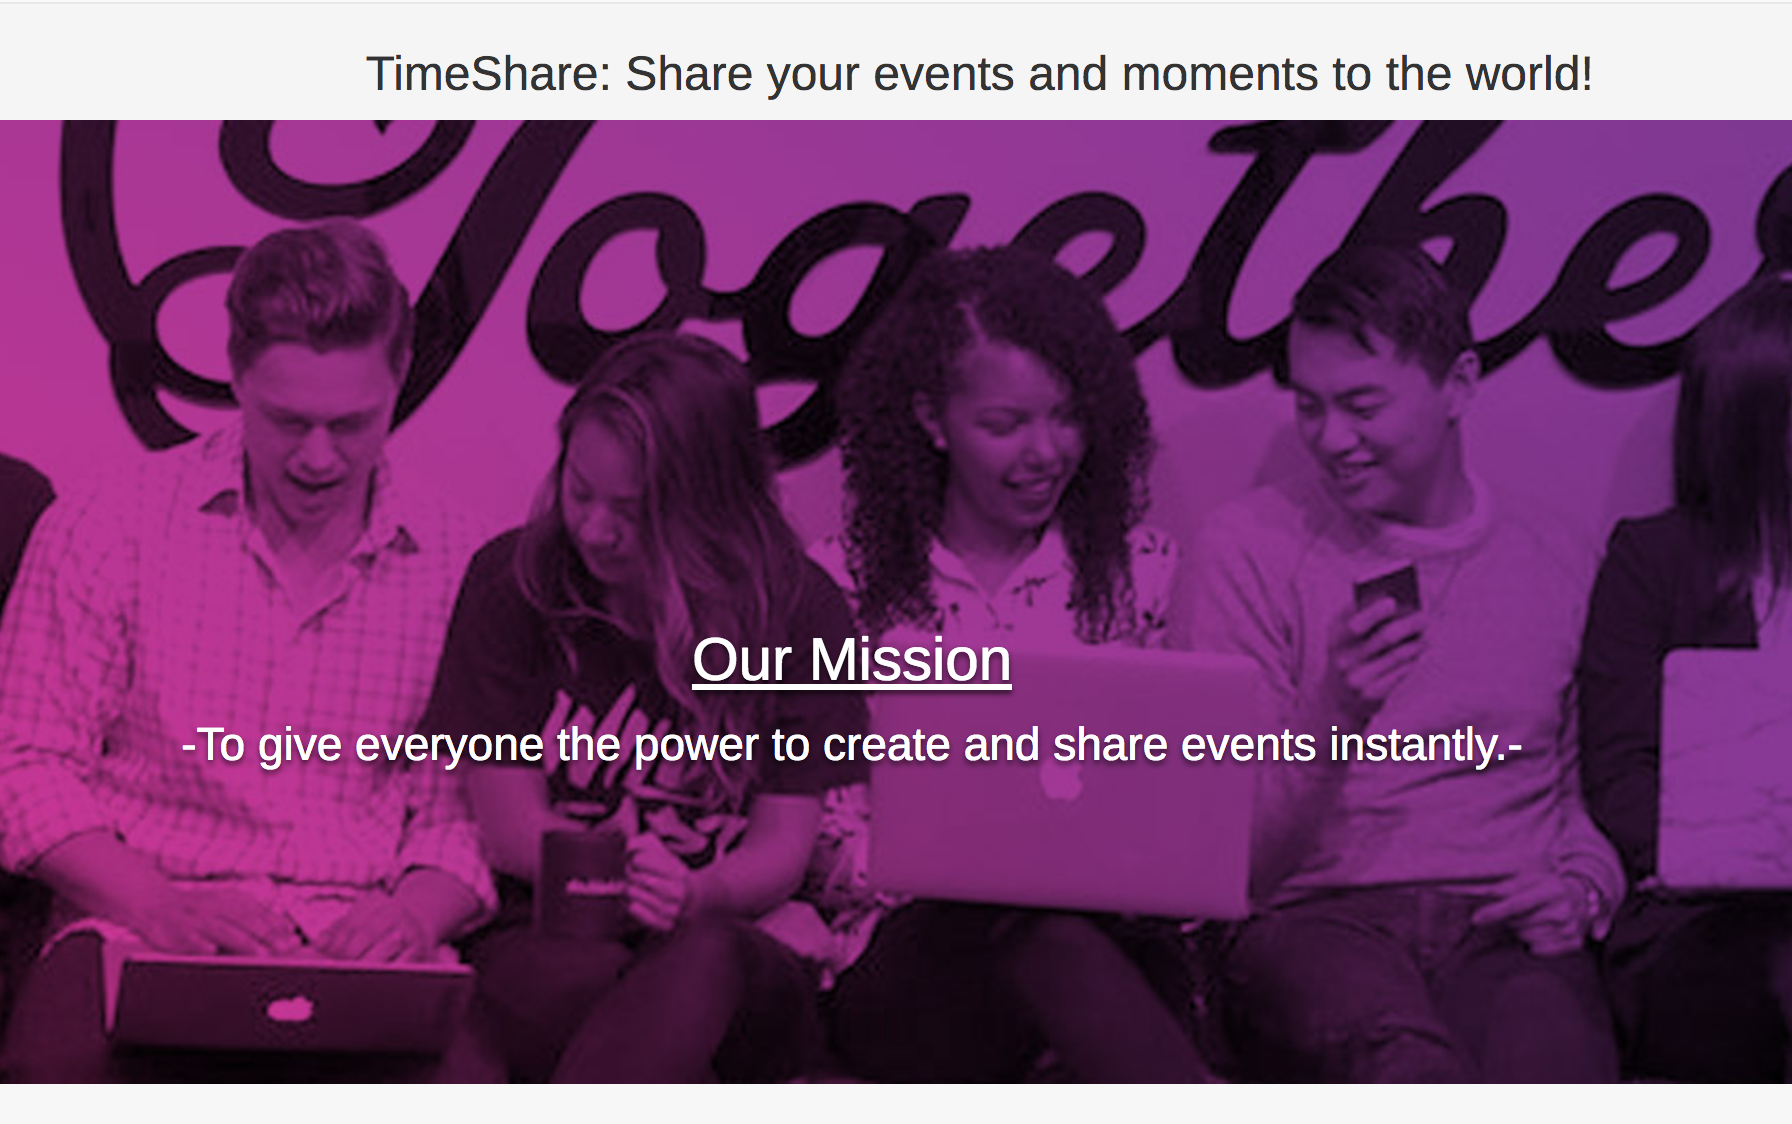 TimeShare: Share your events and moments to the world!
Together
Our Mission
-To give everyone the power to create and share events instantly.-